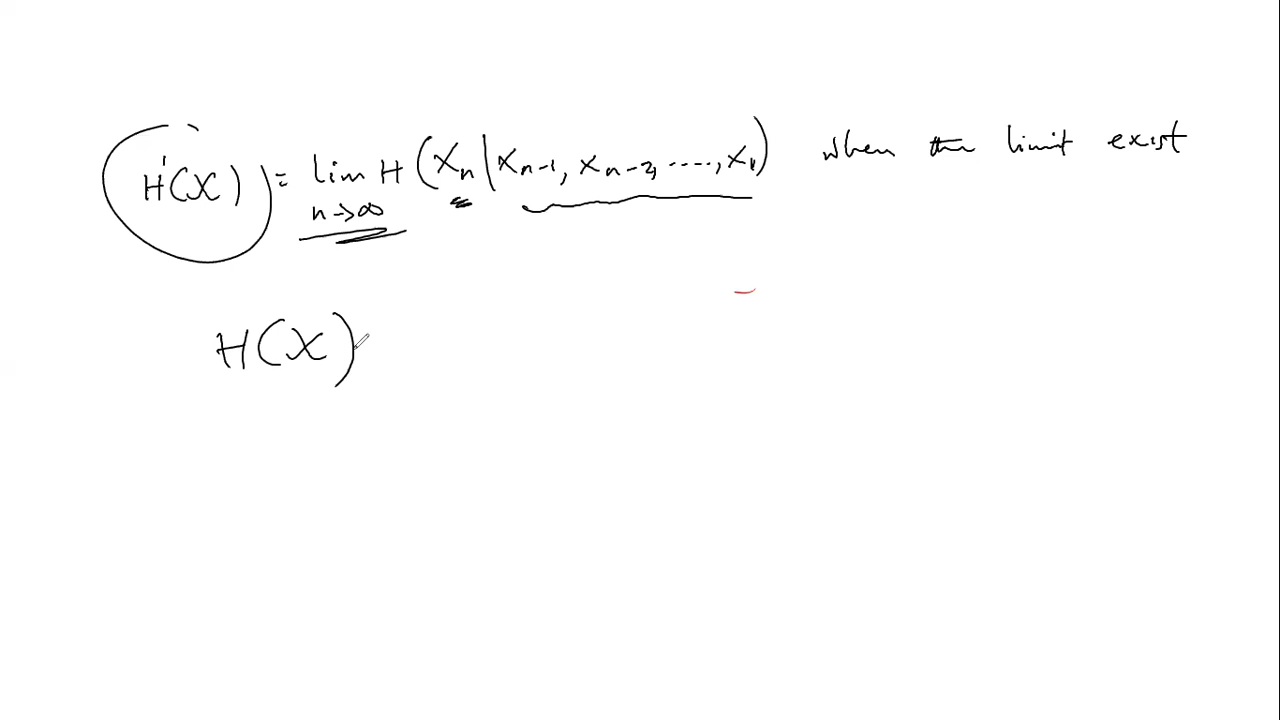 H'(X) = lim n→∞ H(Xn|Xn-1, Xn-2, ...., X1) when the limit exist
H(X)